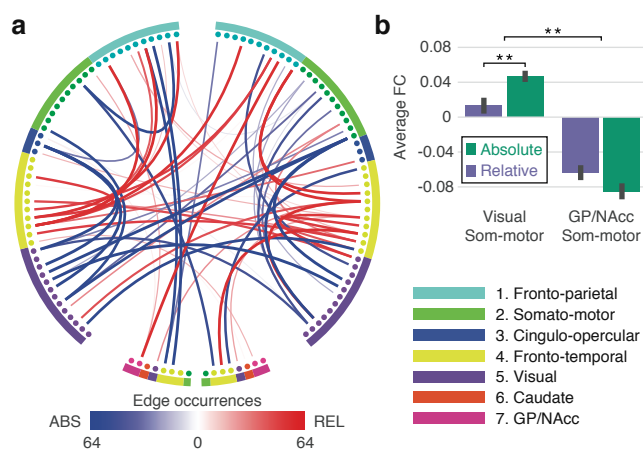 a
Edge occurrences
ABS
REL
64
0
64
b
**
**
0.08
0.04
0
-0.04
-0.08
Average FC
Absolute
Relative
Visual
Som-motor
GP/NAcc
Som-motor
1. Fronto-parietal
2. Somato-motor
3. Cingulo-opercular
4. Fronto-temporal
5. Visual
6. Caudate
7. GP/NAcc